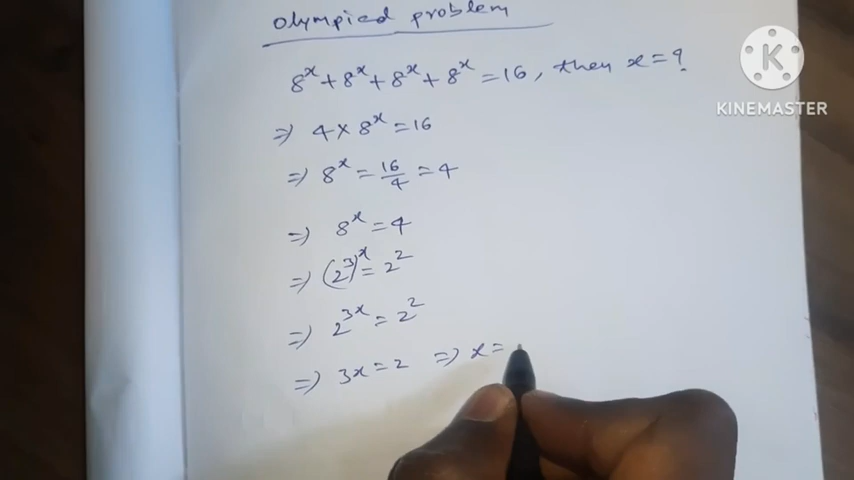 Olympied problem
8^x + 8^x + 8^x + 8^x = 16, then x = ?
=) 4 × 8^x = 16
=) 8^x = 16/4 = 4
=) 8^x = 4
=) (2^3)^x = 2^2
=) 2^3x = 2^2
=) 3x = 2 =) x =
K
KINEMASTER